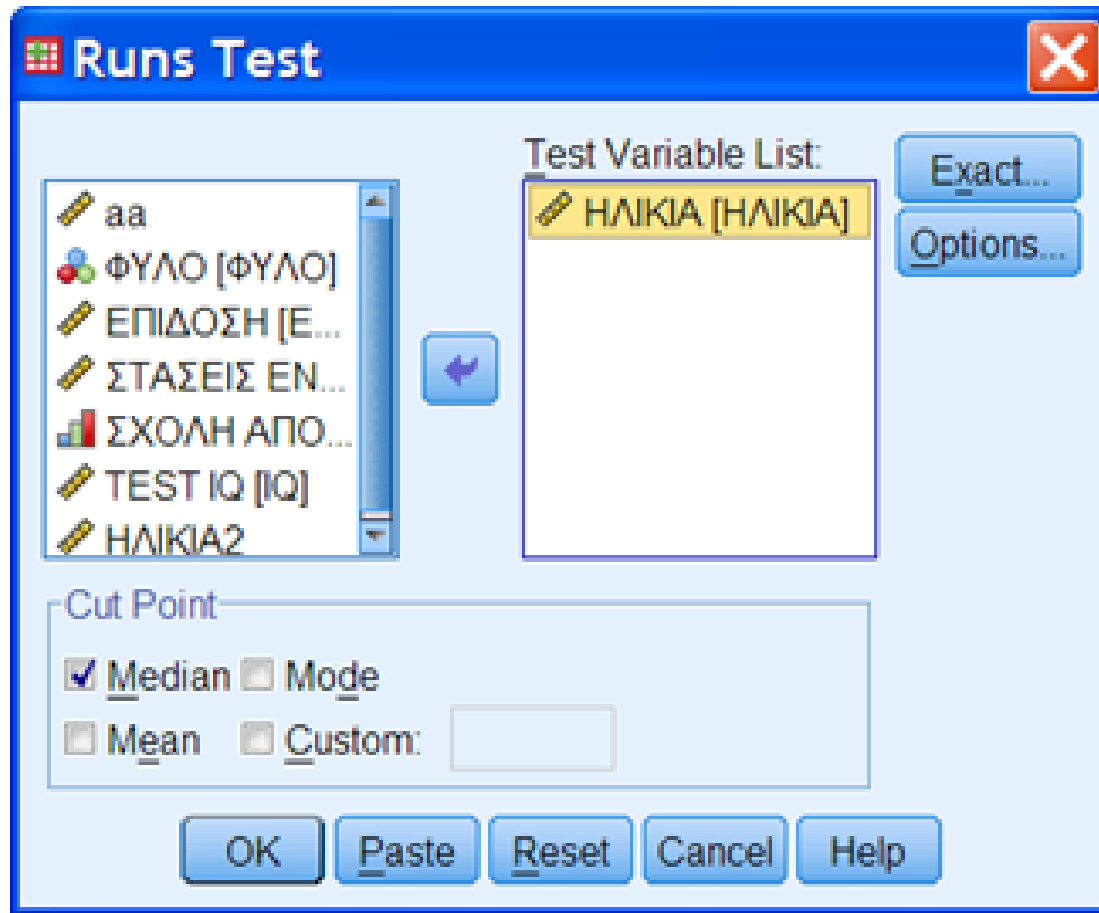 Runs Test
Test Variable List:
aa
ΦΥΛΟ [ΦΥΛΟ]
ΕΠΙΔΟΣΗ [Ε...
ΣΤΑΣΕΙΣ ΕΝ...
ΣΧΟΛΗ ΑΠΟ...
TEST IQ [IQ]
ΗΛΙΚΙΑ2
ΗΛΙΚΙΑ [ΗΛΙΚΙΑ]
Exact...
Options...
Cut Point
Median Mode
Mean Custom:
OK Paste Reset Cancel Help